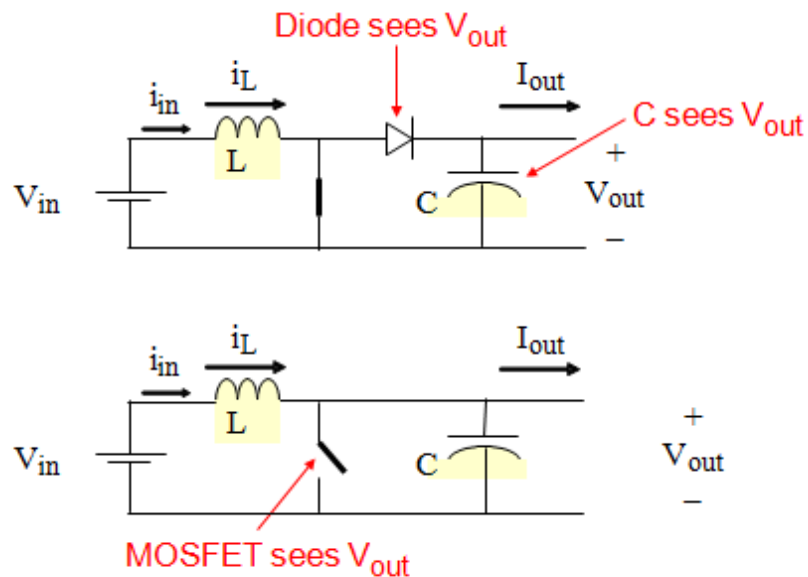 Diode sees Vout
iin
iL
Iout
C sees Vout
L
Vin
C
+
Vout
–
iin
iL
Iout
L
Vin
C
+
Vout
–
MOSFET sees Vout